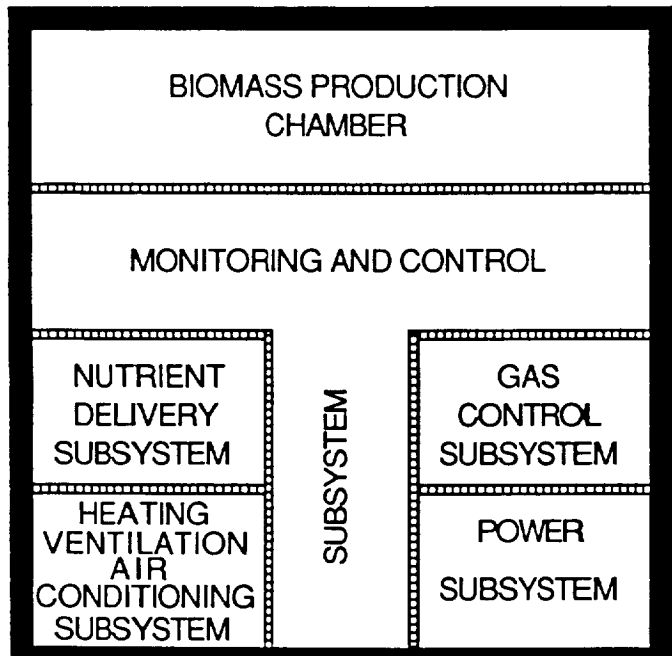 BIOMASS PRODUCTION
CHAMBER
MONITORING AND CONTROL
SUBSYSTEM
NUTRIENT
DELIVERY
SUBSYSTEM
GAS
CONTROL
SUBSYSTEM
HEATING
VENTILATION
AIR
CONDITIONING
SUBSYSTEM
POWER
SUBSYSTEM